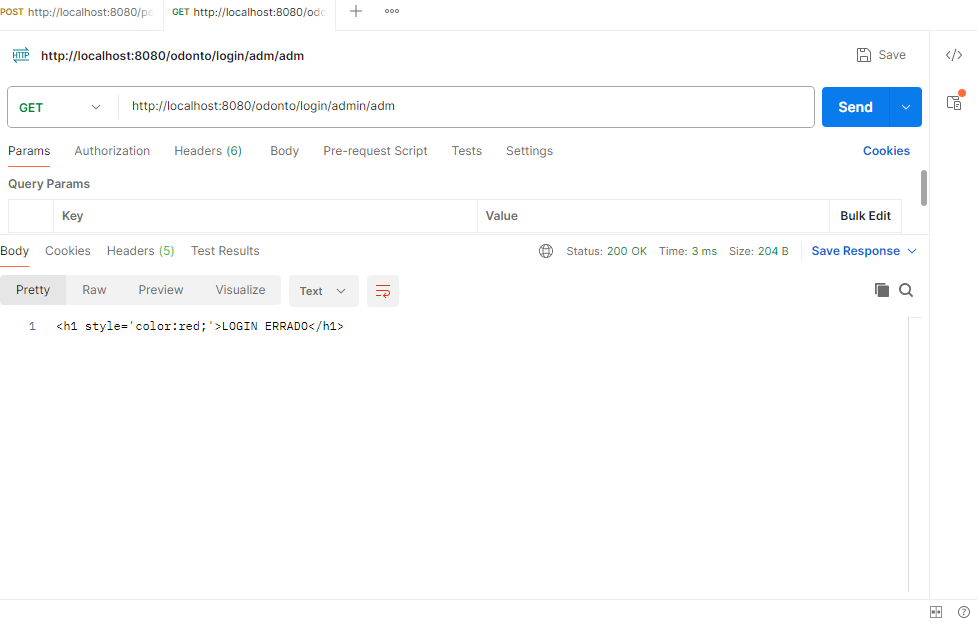 POST http://localhost:8080/po GET http://localhost:8080/odo
HTTP http://localhost:8080/odonto/login/adm/adm Save
GET http://localhost:8080/odonto/login/admin/adm Send
Params Authorization Headers (6) Body Pre-request Script Tests Settings Cookies
Query Params
Key Value Bulk Edit
Body Cookies Headers (5) Test Results Status: 200 OK Time: 3 ms Size: 204 B Save Response
Pretty Raw Preview Visualize Text
1 <h1 style='color:red;'>LOGIN ERRADO</h1>